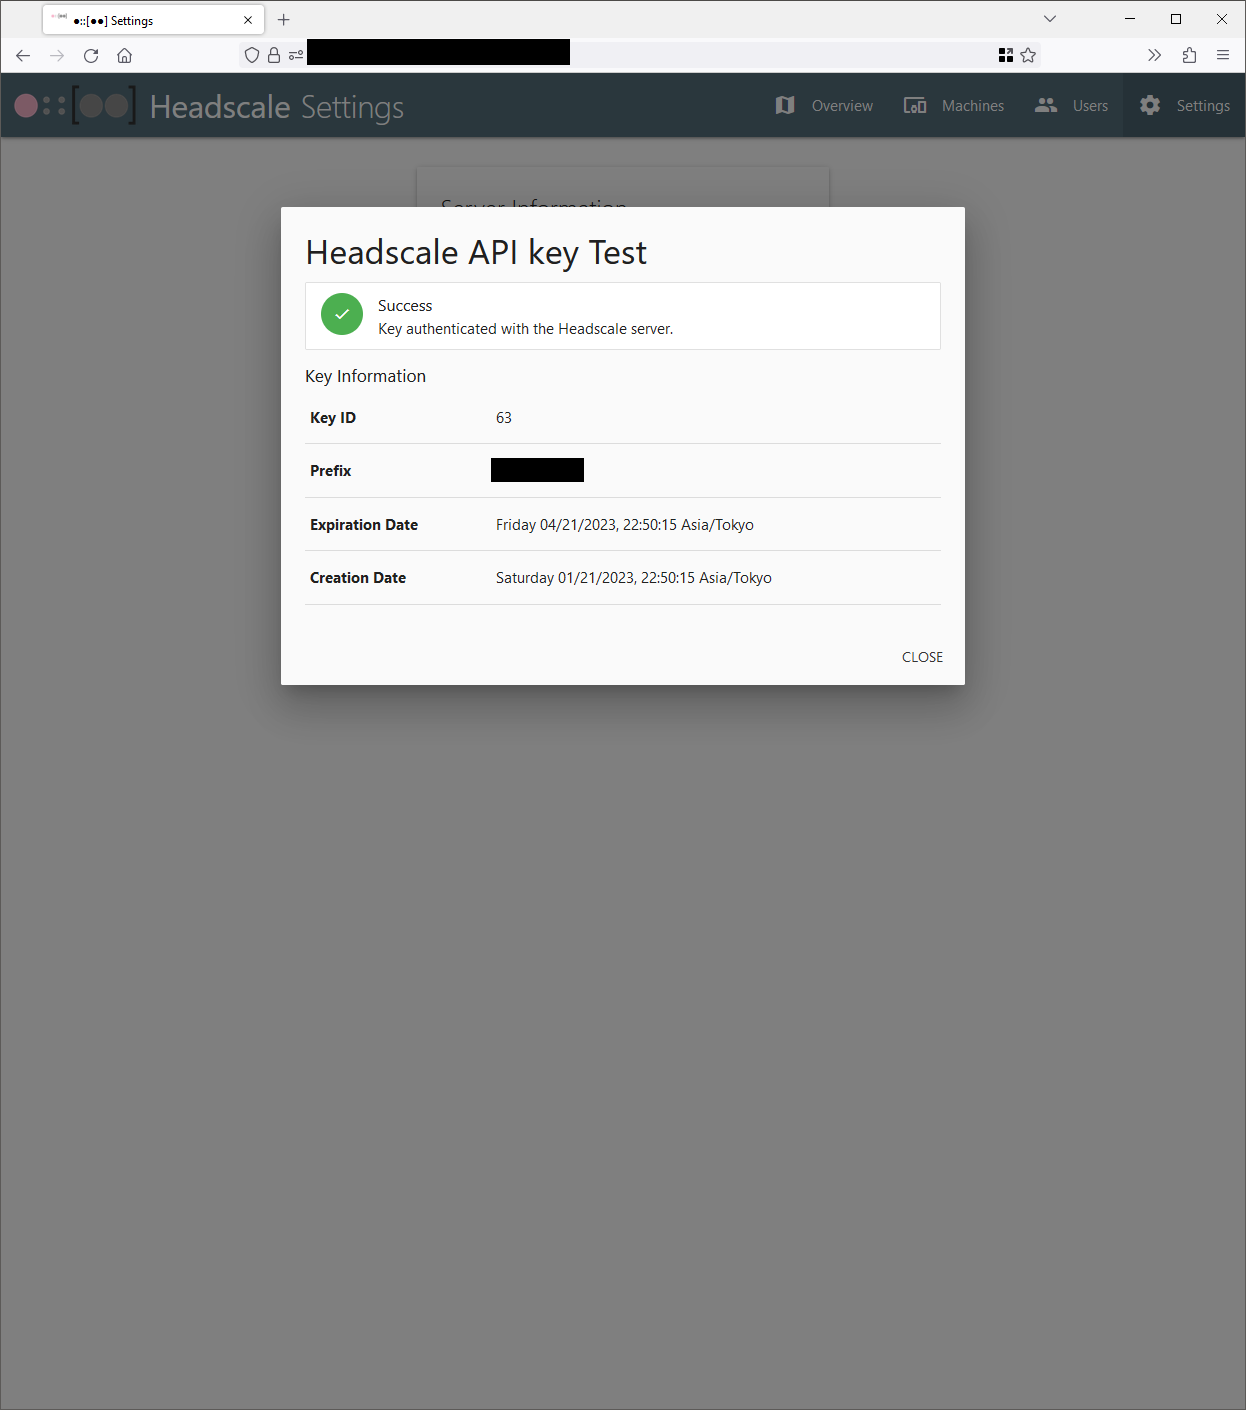 ●::[●●] Settings
Headscale Settings
Overview
Machines
Users
Settings
Server Information
Headscale API key Test
Success
Key authenticated with the Headscale server.
Key Information
Key ID 63
Prefix
Expiration Date Friday 04/21/2023, 22:50:15 Asia/Tokyo
Creation Date Saturday 01/21/2023, 22:50:15 Asia/Tokyo
CLOSE